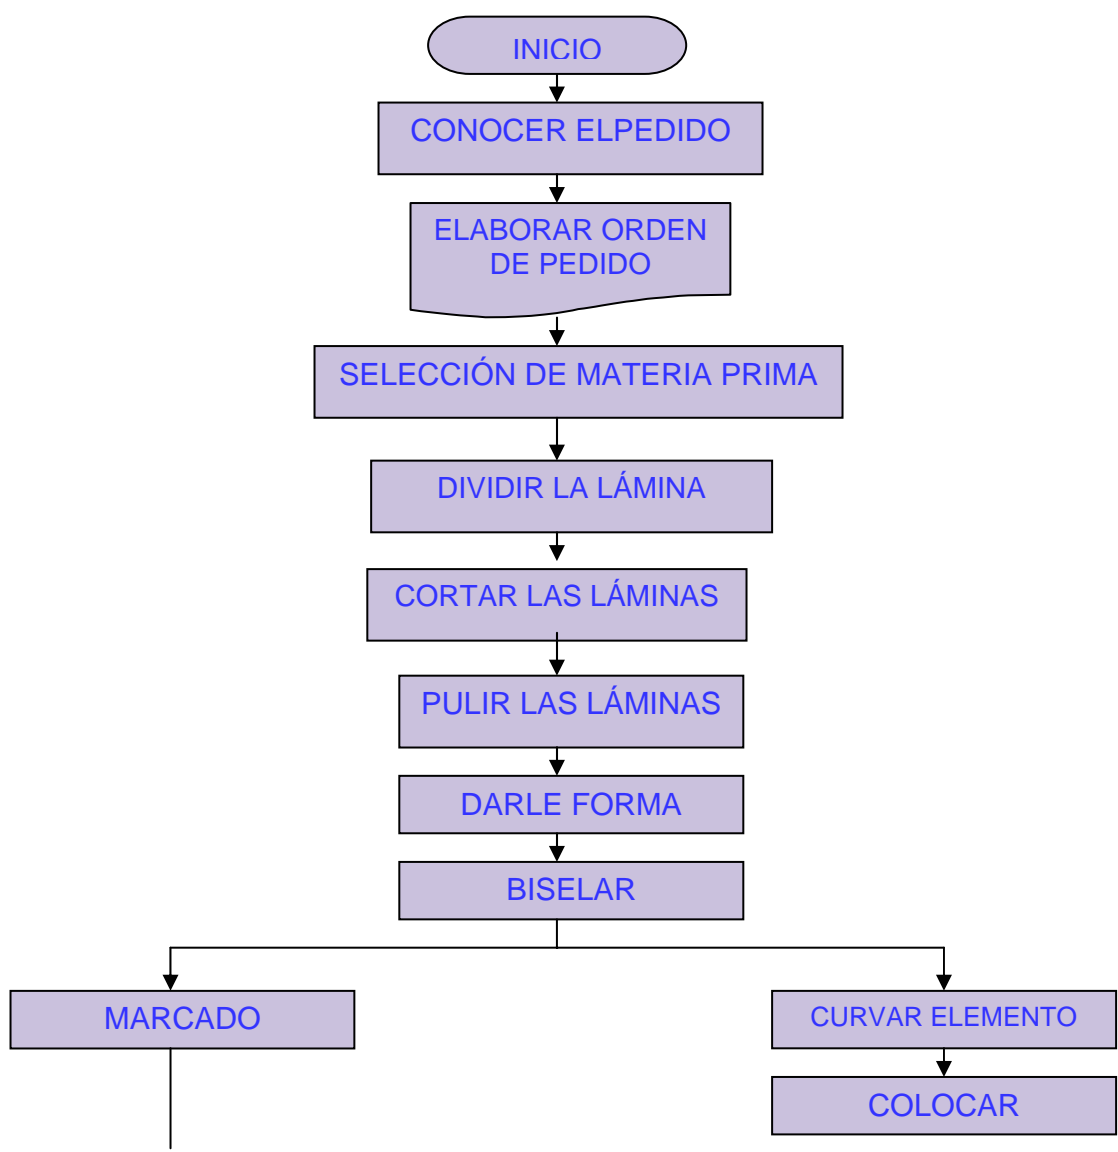 INICIO
CONOCER ELPEDIDO
ELABORAR ORDEN
DE PEDIDO
SELECCIÓN DE MATERIA PRIMA
DIVIDIR LA LÁMINA
CORTAR LAS LÁMINAS
PULIR LAS LÁMINAS
DARLE FORMA
BISELAR
MARCADO
CURVAR ELEMENTO
COLOCAR